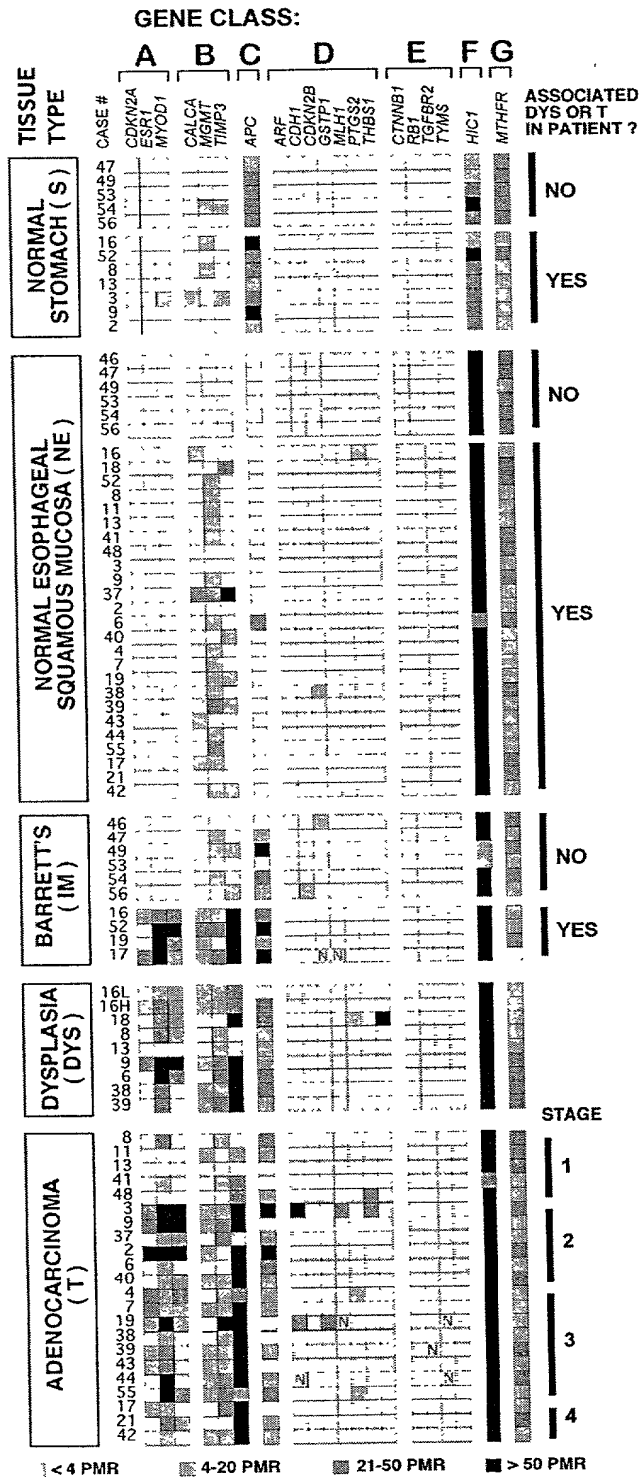 GENE CLASS:
A B C D E F G
TISSUE TYPE
CASE #
CDKN2A
ESR1
MYOD1
CALCA
MGMT
TIMP3
APC
ARF
CDH1
CDKN2B
GSTP1
MLH1
PTGS2
THBS1
CTNNB1
RB1
TGFBR2
TYMS
HIC1
MTHFR
ASSOCIATED
DYS OR T
IN PATIENT ?
NORMAL
STOMACH ( S )
47
49
53
54
56
NO
16
52
8
13
3
9
2
YES
NORMAL ESOPHAGEAL
SQUAMOUS MUCOSA ( NE )
46
47
49
53
54
56
NO
16
18
52
8
11
13
41
48
3
9
37
2
6
40
4
7
19
38
39
43
44
55
17
21
42
YES
BARRETT'S
( IM )
46
47
49
53
54
56
NO
16
52
19
17
N N
YES
DYSPLASIA
(DYS)
16L
16H
18
8
13
9
6
38
39
STAGE
ADENOCARCINOMA
( T )
8
11
13
41
48
1
3
9
37
2
6
40
2
4
7
19
N N
38
39
N
43
44
N N
55
3
17
21
42
4
< 4 PMR 4-20 PMR 21-50 PMR > 50 PMR